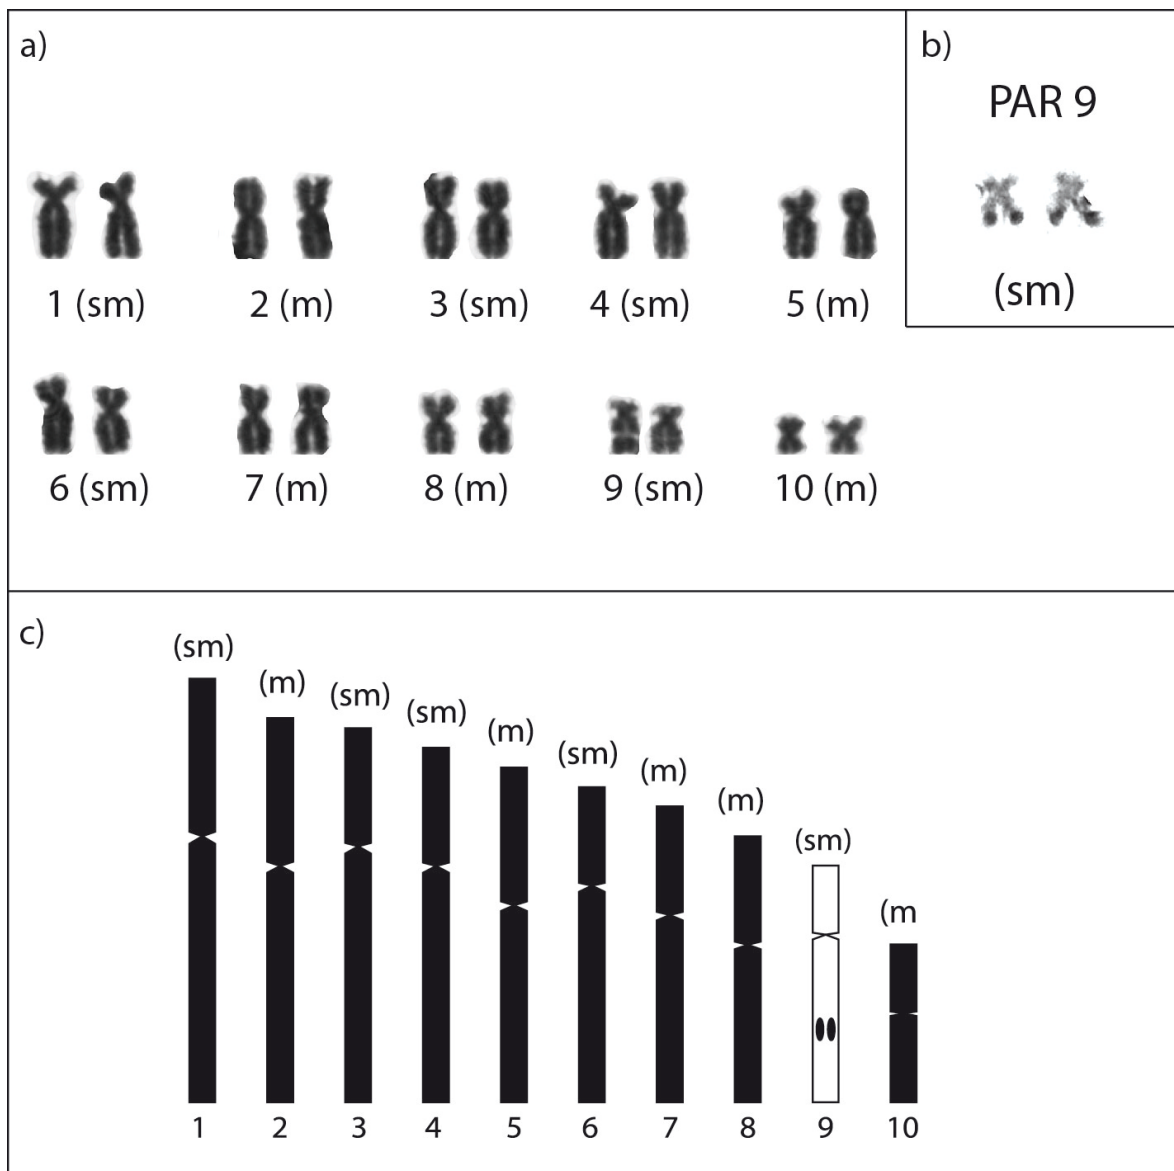 a)
1 (sm) 2 (m) 3 (sm) 4 (sm) 5 (m)
6 (sm) 7 (m) 8 (m) 9 (sm) 10 (m)
b)
PAR 9
(sm)
c)
(sm) (m) (sm) (sm) (m) (sm) (m) (m) (sm) (m
1 2 3 4 5 6 7 8 9 10